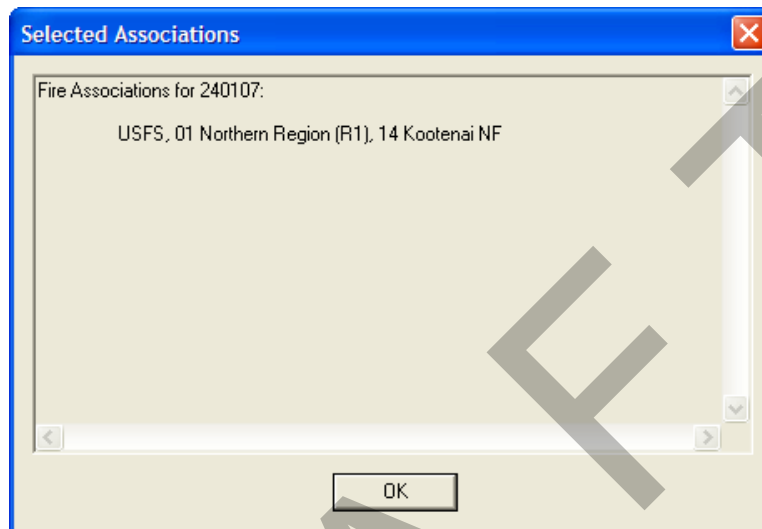 Selected Associations
Fire Associations for 240107:
USFS, 01 Northern Region (R1), 14 Kootenai NF
OK